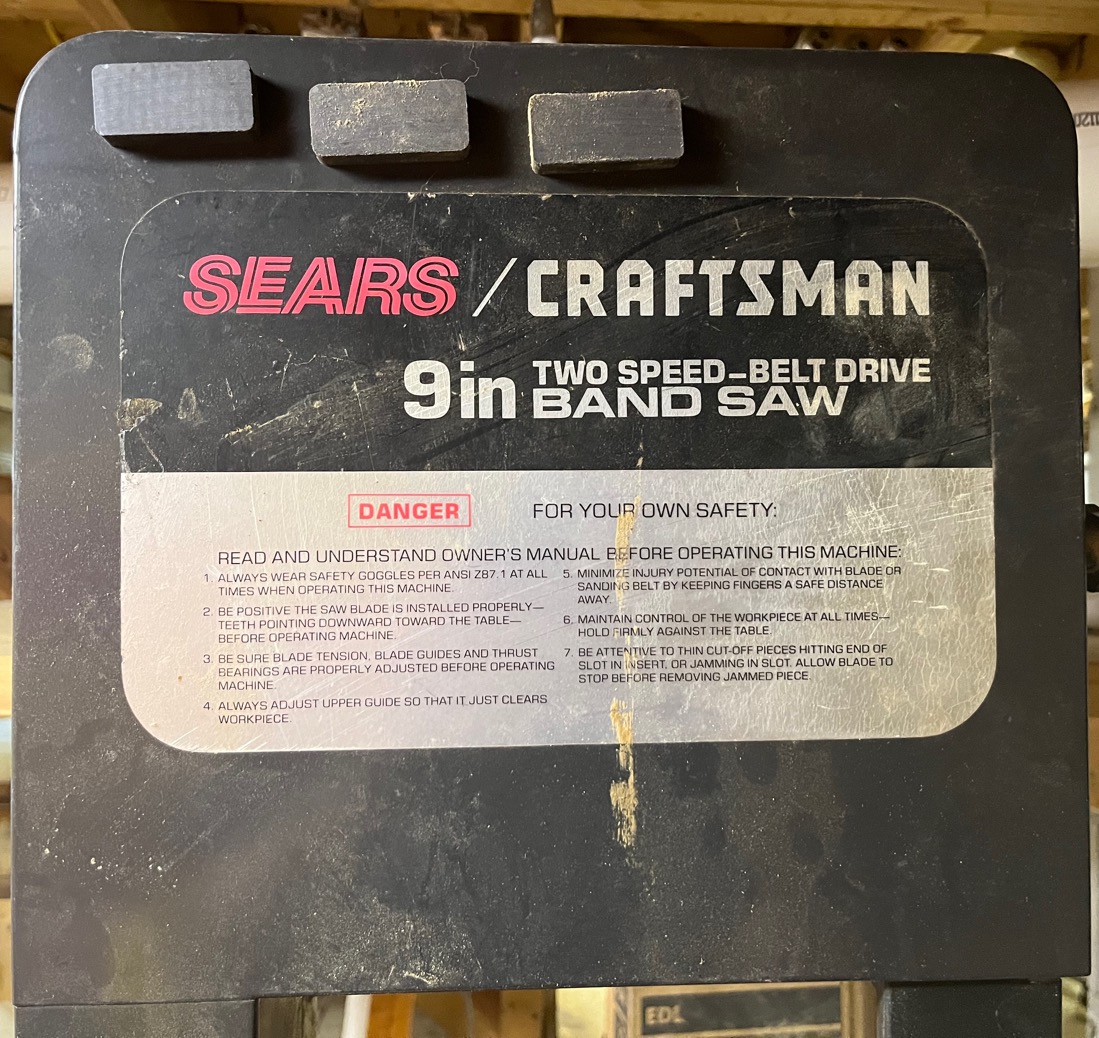 SEARS / CRAFTSMAN
9in TWO SPEED-BELT DRIVE
BAND SAW
DANGER FOR YOUR OWN SAFETY:
READ AND UNDERSTAND OWNER'S MANUAL BEFORE OPERATING THIS MACHINE:
1. ALWAYS WEAR SAFETY GOGGLES PER ANSI Z87.1 AT ALL
TIMES WHEN OPERATING THIS MACHINE.
2. BE POSITIVE THE SAW BLADE IS INSTALLED PROPERLY—
TEETH POINTING DOWNWARD TOWARD THE TABLE—
BEFORE OPERATING MACHINE.
3. BE SURE BLADE TENSION, BLADE GUIDES AND THRUST
BEARINGS ARE PROPERLY ADJUSTED BEFORE OPERATING
MACHINE.
4. ALWAYS ADJUST UPPER GUIDE SO THAT IT JUST CLEARS
WORKPIECE.
5. MINIMIZE INJURY POTENTIAL OF CONTACT WITH BLADE OR
SANDING BELT BY KEEPING FINGERS A SAFE DISTANCE
AWAY.
6. MAINTAIN CONTROL OF THE WORKPIECE AT ALL TIMES—
HOLD FIRMLY AGAINST THE TABLE.
7. BE ATTENTIVE TO THIN CUT-OFF PIECES HITTING END OF
SLOT IN INSERT, OR JAMMING IN SLOT. ALLOW BLADE TO
STOP BEFORE REMOVING JAMMED PIECE.